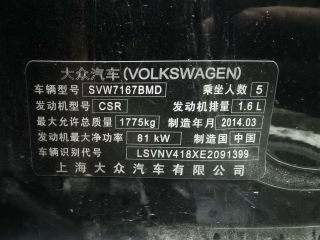 大众汽车(VOLKSWAGEN)
车辆型号 SVW7167BMD 乘坐人数 5
发动机型号 CSR 发动机排量 1.6 L
最大允许总质量 1775kg 制造年月 2014.03
发动机最大净功率 81 kW 制造国 中国
车辆识别代号 LSVNV418XE2091399
上海大众汽车有限公司